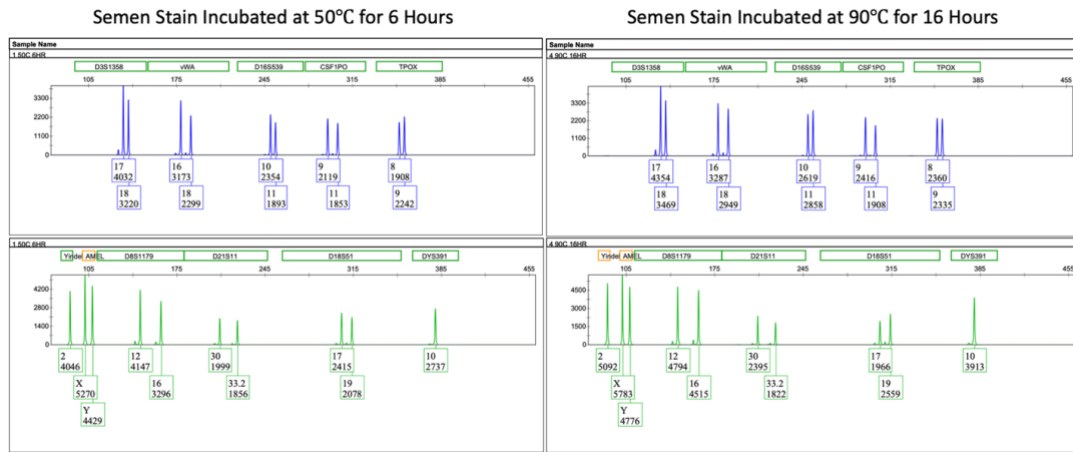 Semen Stain Incubated at 50°C for 6 Hours
Sample Name
1.50C 6HR
D3S1358 vWA D16S539 CSF1PO TPOX
105 175 245 315 385 455
3300
2200
1100
0
17 16 10 9 8
4032 3173 2354 2119 1908
18 18 11 11 9
3220 2299 1893 1853 2242
1.50C 6HR
Yindel AMEL D8S1179 D21S11 D18S51 DYS391
105 175 245 315 385 455
4200
2800
1400
0
2 12 30 17 10
4046 4147 1999 2415 2737
X 16 33.2 19
5270 3296 1856 2078
Y
4429
Semen Stain Incubated at 90°C for 16 Hours
Sample Name
4.90C 16HR
D3S1358 vWA D16S539 CSF1PO TPOX
105 175 245 315 385 455
3300
2200
1100
0
17 16 10 9 8
4354 3287 2619 2416 2360
18 18 11 11 9
3469 2949 2858 1908 2335
4.90C 16HR
Yindel AMEL D8S1179 D21S11 D18S51 DYS391
105 175 245 315 385 455
4500
3000
1500
0
2 12 30 17 10
5092 4794 2395 1966 3913
X 16 33.2 19
5783 4515 1822 2559
Y
4776